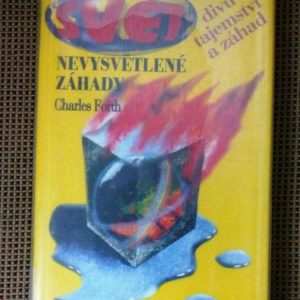 SVĚT
divů
tajemství
a záhad
NEVYSVĚTLENÉ
ZÁHADY
Charles Forth